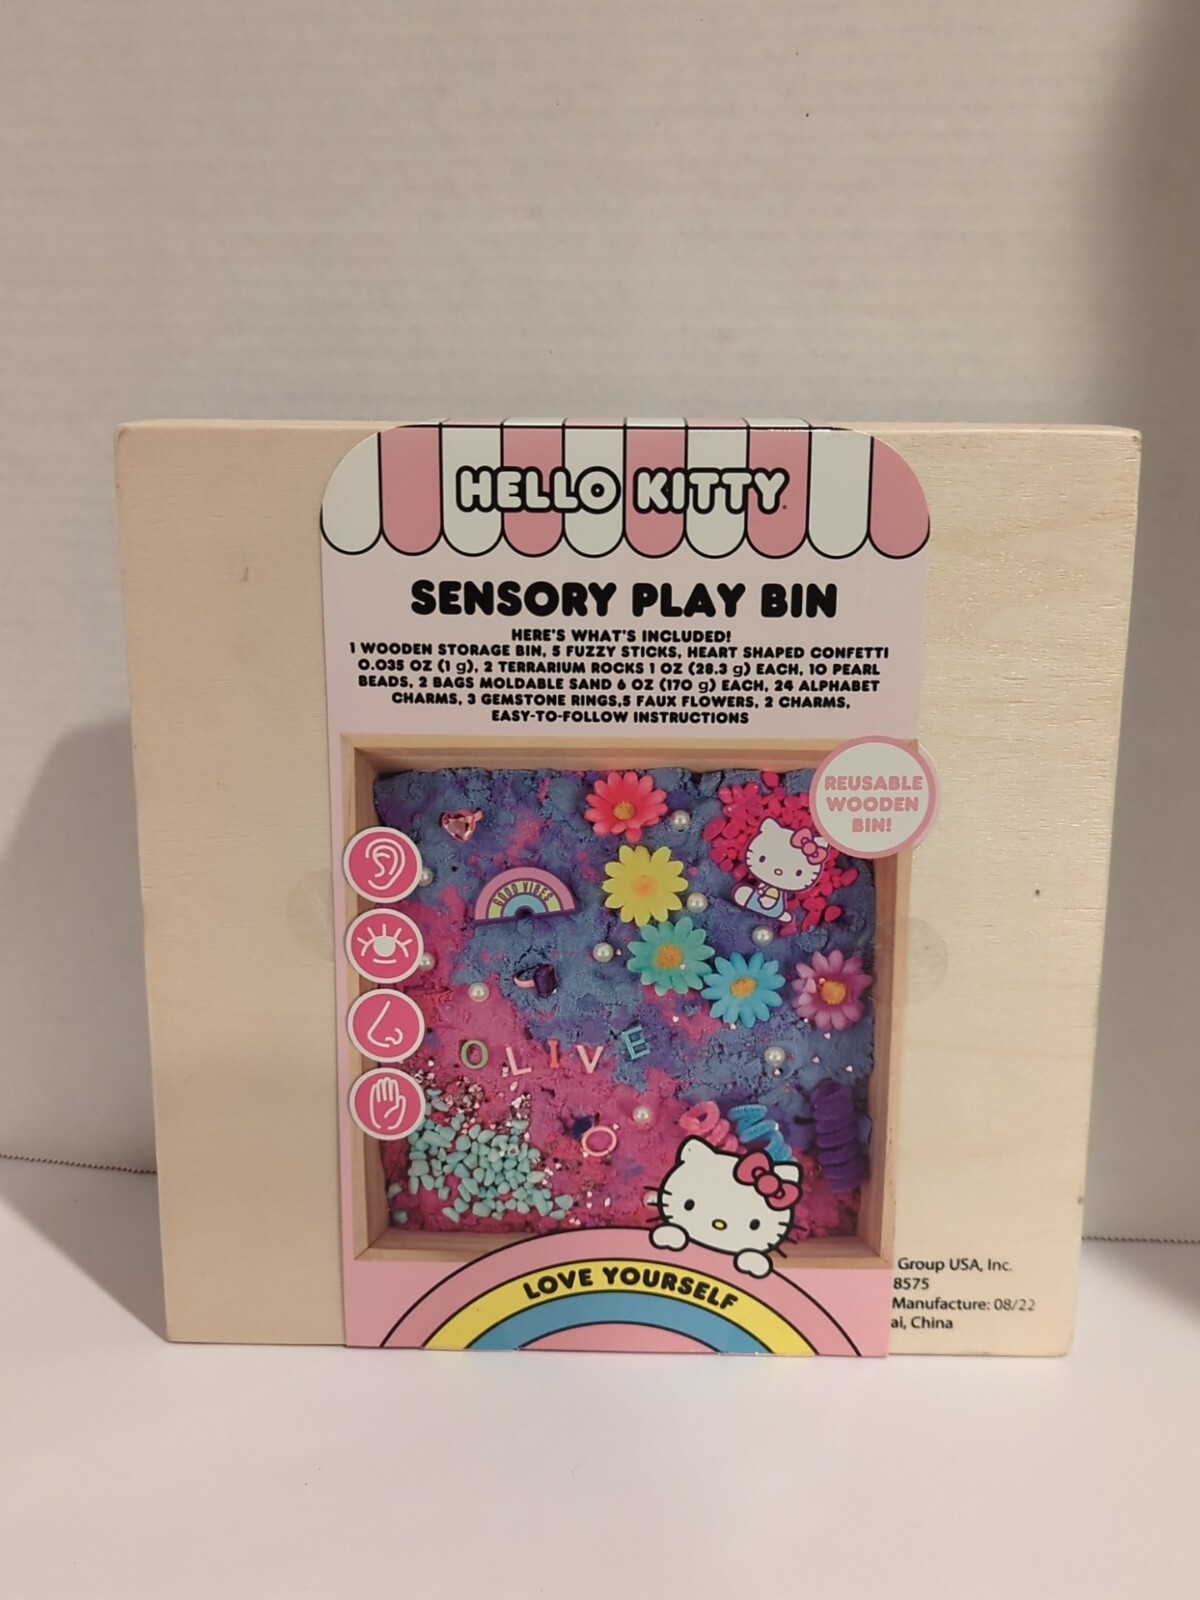 HELLO KITTY
SENSORY PLAY BIN
HERE'S WHAT'S INCLUDED!
1 WOODEN STORAGE BIN, 5 FUZZY STICKS, HEART SHAPED CONFETTI
0.035 OZ (1 g), 2 TERRARIUM ROCKS 1 OZ (28.3 g) EACH, 10 PEARL
BEADS, 2 BAGS MOLDABLE SAND 6 OZ (170 g) EACH, 24 ALPHABET
CHARMS, 3 GEMSTONE RINGS,5 FAUX FLOWERS, 2 CHARMS,
EASY-TO-FOLLOW INSTRUCTIONS
REUSABLE
WOODEN
BIN!
GOOD VIBES
OLIVE
LOVE YOURSELF
Group USA, Inc.
8575
Manufacture: 08/22
ai, China